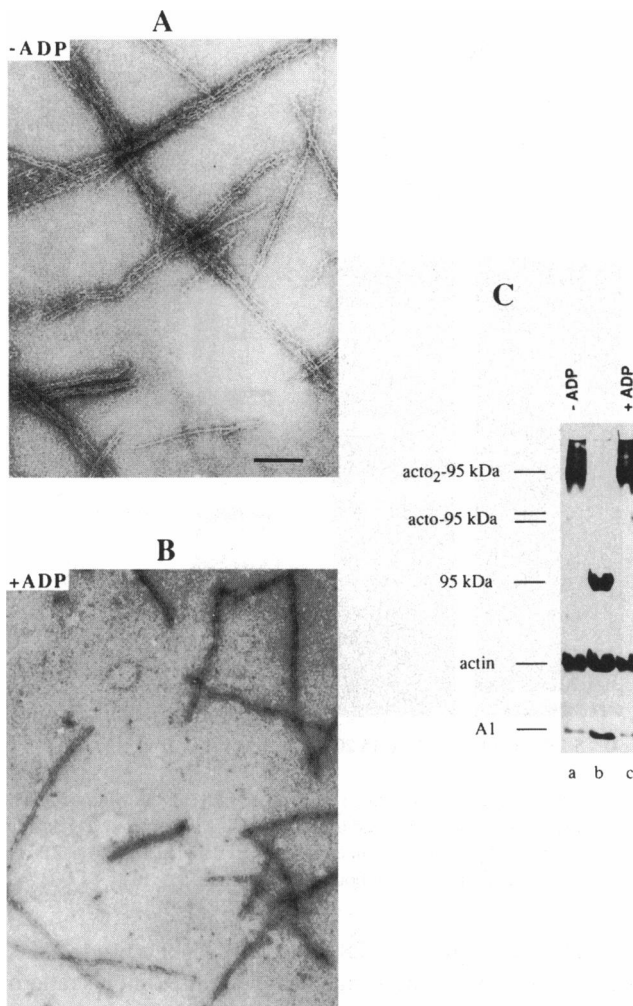 A
-ADP
B
+ADP
C
- ADP
+ ADP
acto₂-95 kDa
acto-95 kDa
95 kDa
actin
A1
a b c